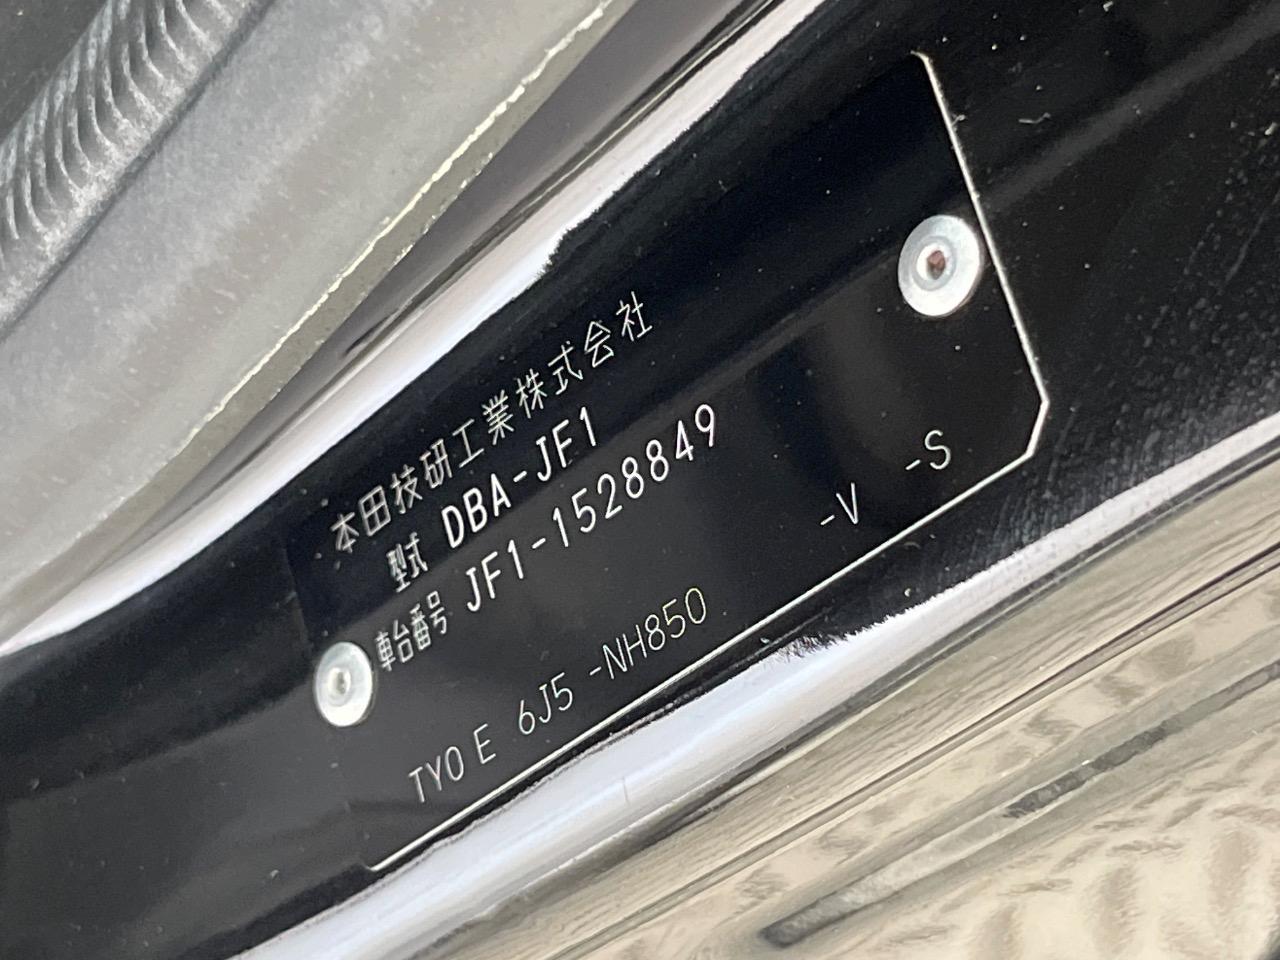 本田技研工業株式会社
型式 DBA-JF1
車台番号 JF1-1528849
TY0 E 6J5 -NH850 -V -S